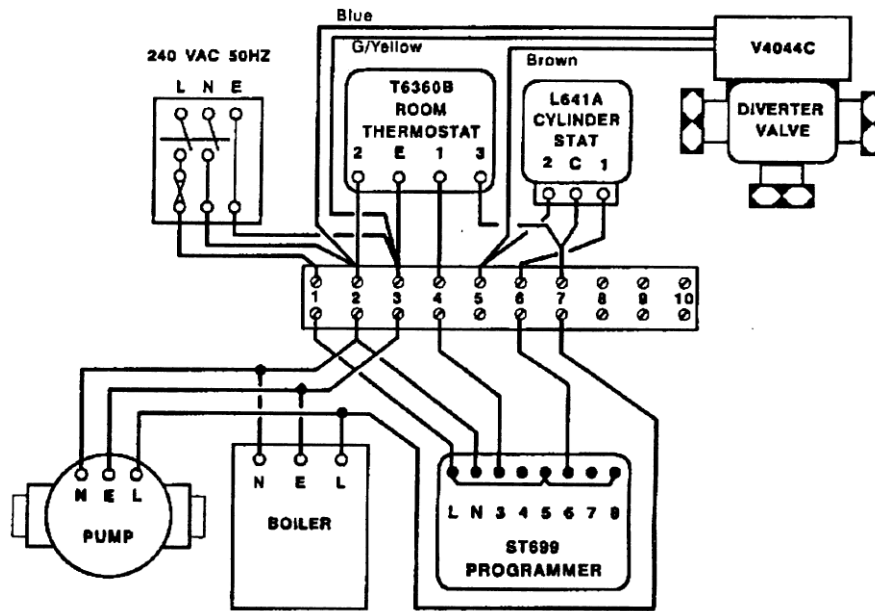 Blue
G/Yellow
Brown
V4044C
DIVERTER
VALVE
240 VAC 50HZ
L N E
T6360B
ROOM
THERMOSTAT
2 E 1 3
L641A
CYLINDER
STAT
2 C 1
1 2 3 4 5 6 7 8 9 10
N E L
PUMP
N E L
BOILER
L N 3 4 5 6 7 8
ST699
PROGRAMMER